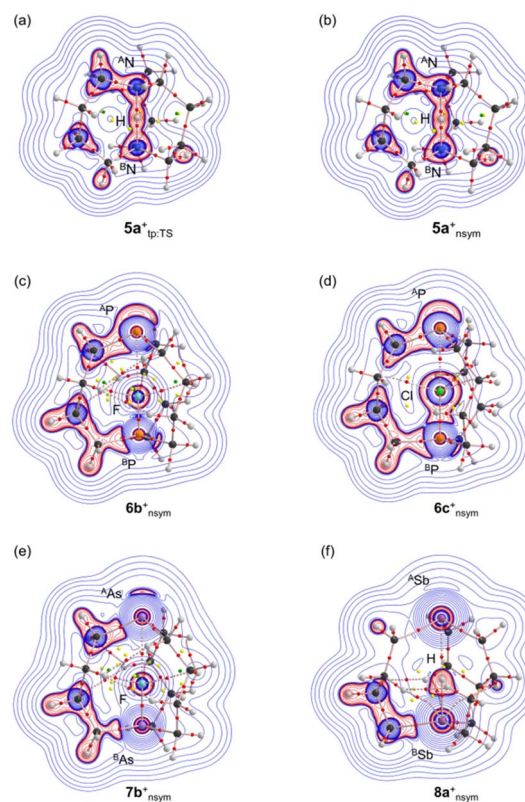 (a)
(b)
ᴬN
ᴬN
H
H
ᴮN
ᴮN
5a⁺tp:TS
5a⁺nsym
(c)
(d)
ᴬP
ᴬP
F
Cl
ᴮP
ᴮP
6b⁺nsym
6c⁺nsym
(e)
(f)
ᴬAs
ᴬSb
H
F
ᴮAs
ᴮSb
7b⁺nsym
8a⁺nsym